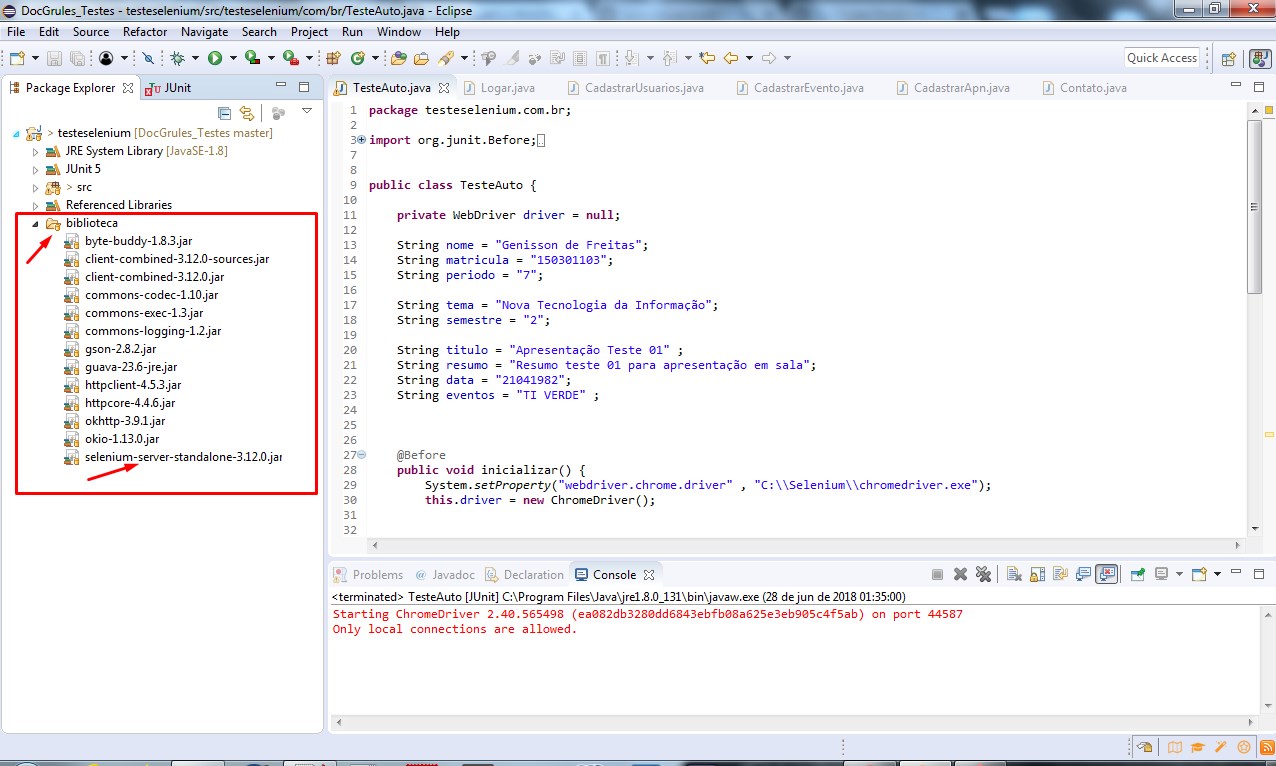 DocGrules_Testes - testeselenium/src/testeselenium/com/br/TesteAuto.java - Eclipse
File Edit Source Refactor Navigate Search Project Run Window Help
Quick Access
Package Explorer JUnit
> testeselenium [DocGrules_Testes master]
JRE System Library [JavaSE-1.8]
JUnit 5
> src
Referenced Libraries
biblioteca
byte-buddy-1.8.3.jar
client-combined-3.12.0-sources.jar
client-combined-3.12.0.jar
commons-codec-1.10.jar
commons-exec-1.3.jar
commons-logging-1.2.jar
gson-2.8.2.jar
guava-23.6-jre.jar
httpclient-4.5.3.jar
httpcore-4.4.6.jar
okhttp-3.9.1.jar
okio-1.13.0.jar
selenium-server-standalone-3.12.0.jar
TesteAuto.java Logar.java CadastrarUsuarios.java CadastrarEvento.java CadastrarApn.java Contato.java
1 package testeselenium.com.br;
2
3 import org.junit.Before;
7
8
9 public class TesteAuto {
10
11 private WebDriver driver = null;
12
13 String nome = "Genisson de Freitas";
14 String matricula = "150301103";
15 String periodo = "7";
16
17 String tema = "Nova Tecnologia da Informação";
18 String semestre = "2";
19
20 String titulo = "Apresentação Teste 01" ;
21 String resumo = "Resumo teste 01 para apresentação em sala";
22 String data = "21041982";
23 String eventos = "TI VERDE" ;
24
25
26
27 @Before
28 public void inicializar() {
29 System.setProperty("webdriver.chrome.driver" , "C:\\Selenium\\chromedriver.exe");
30 this.driver = new ChromeDriver();
31
32
Problems Javadoc Declaration Console
<terminated> TesteAuto [JUnit] C:\Program Files\Java\jre1.8.0_131\bin\javaw.exe (28 de jun de 2018 01:35:00)
Starting ChromeDriver 2.40.565498 (ea082db3280dd6843ebfb08a625e3eb905c4f5ab) on port 44587
Only local connections are allowed.